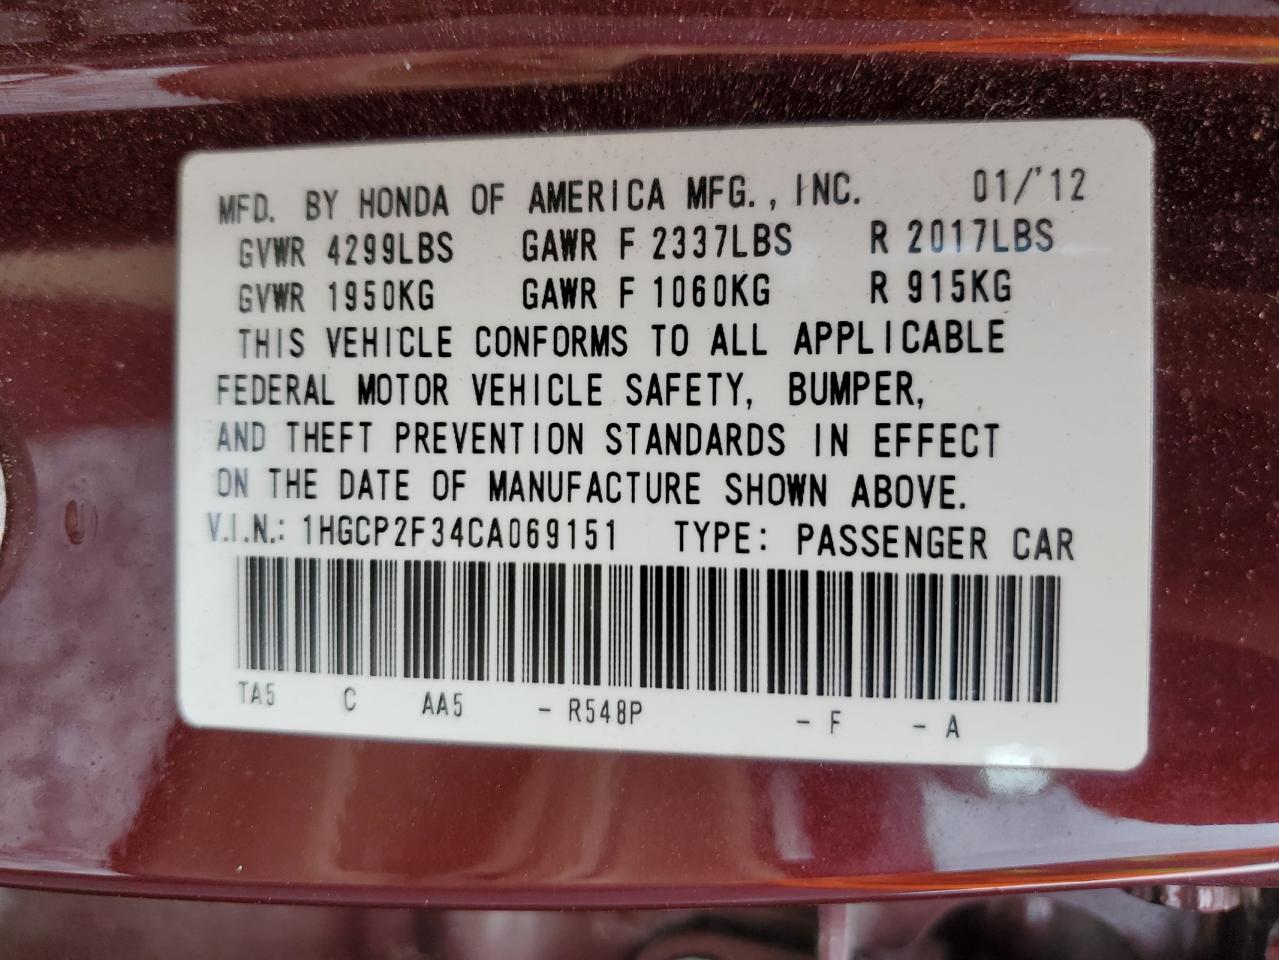 MFD. BY HONDA OF AMERICA MFG., INC. 01/'12
GVWR 4299LBS GAWR F 2337LBS R 2017LBS
GVWR 1950KG GAWR F 1060KG R 915KG
THIS VEHICLE CONFORMS TO ALL APPLICABLE
FEDERAL MOTOR VEHICLE SAFETY, BUMPER,
AND THEFT PREVENTION STANDARDS IN EFFECT
ON THE DATE OF MANUFACTURE SHOWN ABOVE.
V.I.N.: 1HGCP2F34CA069151 TYPE: PASSENGER CAR
TA5 C AA5 - R548P - F - A